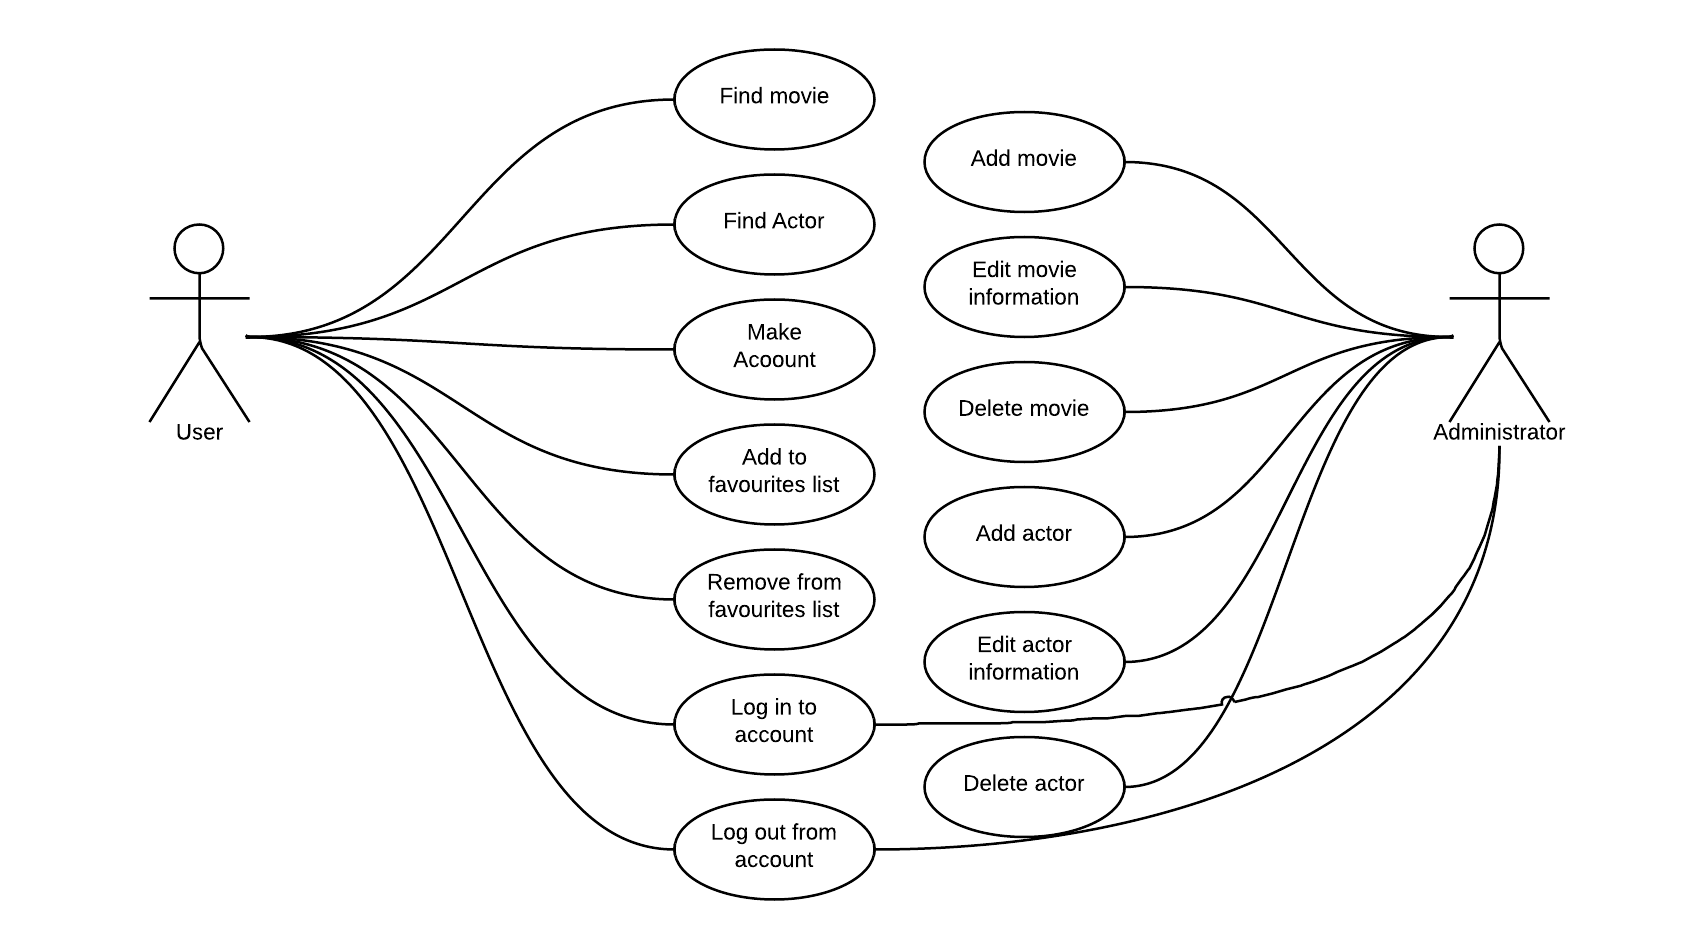 Find movie
Find Actor
Make
Acoount
Add to
favourites list
Remove from
favourites list
Log in to
account
Log out from
account
Add movie
Edit movie
information
Delete movie
Add actor
Edit actor
information
Delete actor
User
Administrator